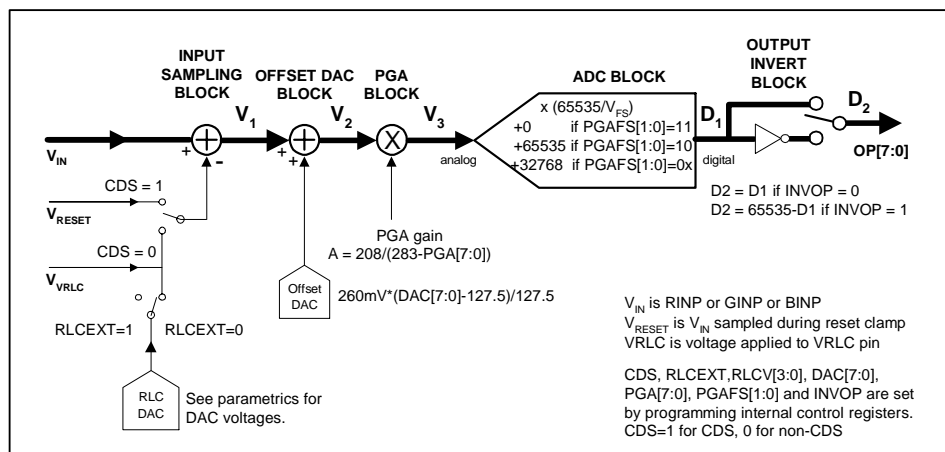 INPUT
SAMPLING
BLOCK
OFFSET DAC
BLOCK
PGA
BLOCK
ADC BLOCK
OUTPUT
INVERT
BLOCK
V1
V2
V3
D1
D2
x (65535/VFS)
+0 if PGAFS[1:0]=11
+65535 if PGAFS[1:0]=10
+32768 if PGAFS[1:0]=0x
+
-
+
+
+
+
X
VIN
analog
digital
OP[7:0]
CDS = 1
VRESET
D2 = D1 if INVOP = 0
D2 = 65535-D1 if INVOP = 1
CDS = 0
VVRLC
PGA gain
A = 208/(283-PGA[7:0])
Offset
DAC
260mV*(DAC[7:0]-127.5)/127.5
RLCEXT=1
RLCEXT=0
RLC
DAC
See parametrics for
DAC voltages.
VIN is RINP or GINP or BINP
VRESET is VIN sampled during reset clamp
VRLC is voltage applied to VRLC pin
CDS, RLCEXT,RLCV[3:0], DAC[7:0],
PGA[7:0], PGAFS[1:0] and INVOP are set
by programming internal control registers.
CDS=1 for CDS, 0 for non-CDS